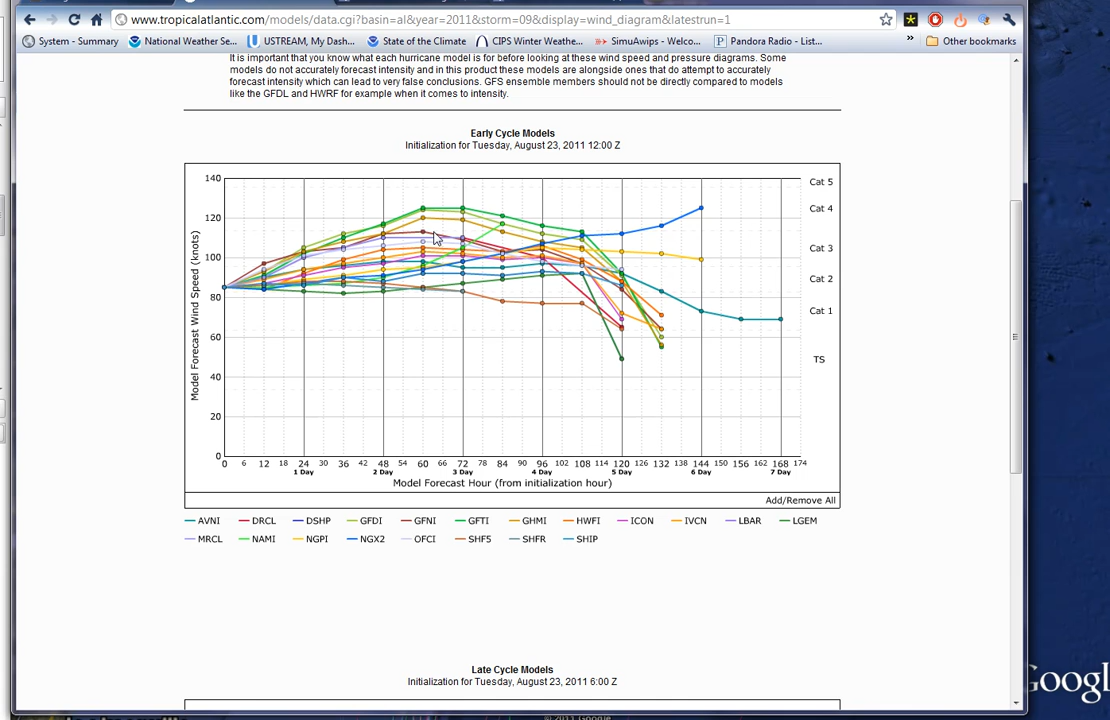 www.tropicalatlantic.com/models/data.cgi?basin=al&year=2011&storm=09&display=wind_diagram&latestrun=1
System - Summary National Weather Se... USTREAM, My Dash... State of the Climate CIPS Winter Weathe... SimuAwips - Welco... Pandora Radio - List... » Other bookmarks
It is important that you know what each hurricane model is for before looking at these wind speed and pressure diagrams. Some
models do not accurately forecast intensity and in this product these models are alongside ones that do attempt to accurately
forecast intensity which can lead to very false conclusions. GFS ensemble members should not be directly compared to models
like the GFDL and HWRF for example when it comes to intensity.
Early Cycle Models
Initialization for Tuesday, August 23, 2011 12:00 Z
Model Forecast Wind Speed (knots)
140
120
100
80
60
40
20
0
Cat 5
Cat 4
Cat 3
Cat 2
Cat 1
TS
0 6 12 18 24 30 36 42 48 54 60 66 72 78 84 90 96 102 108 114 120 126 132 138 144 150 156 162 168 174
1 Day 2 Day 3 Day 4 Day 5 Day 6 Day 7 Day
Model Forecast Hour (from initialization hour)
Add/Remove All
AVNI DRCL DSHP GFDI GFNI GFTI GHMI HWFI ICON IVCN LBAR LGEM
MRCL NAMI NGPI NGX2 OFCI SHF5 SHFR SHIP
Late Cycle Models
Initialization for Tuesday, August 23, 2011 6:00 Z
Googl
© 2011 Google